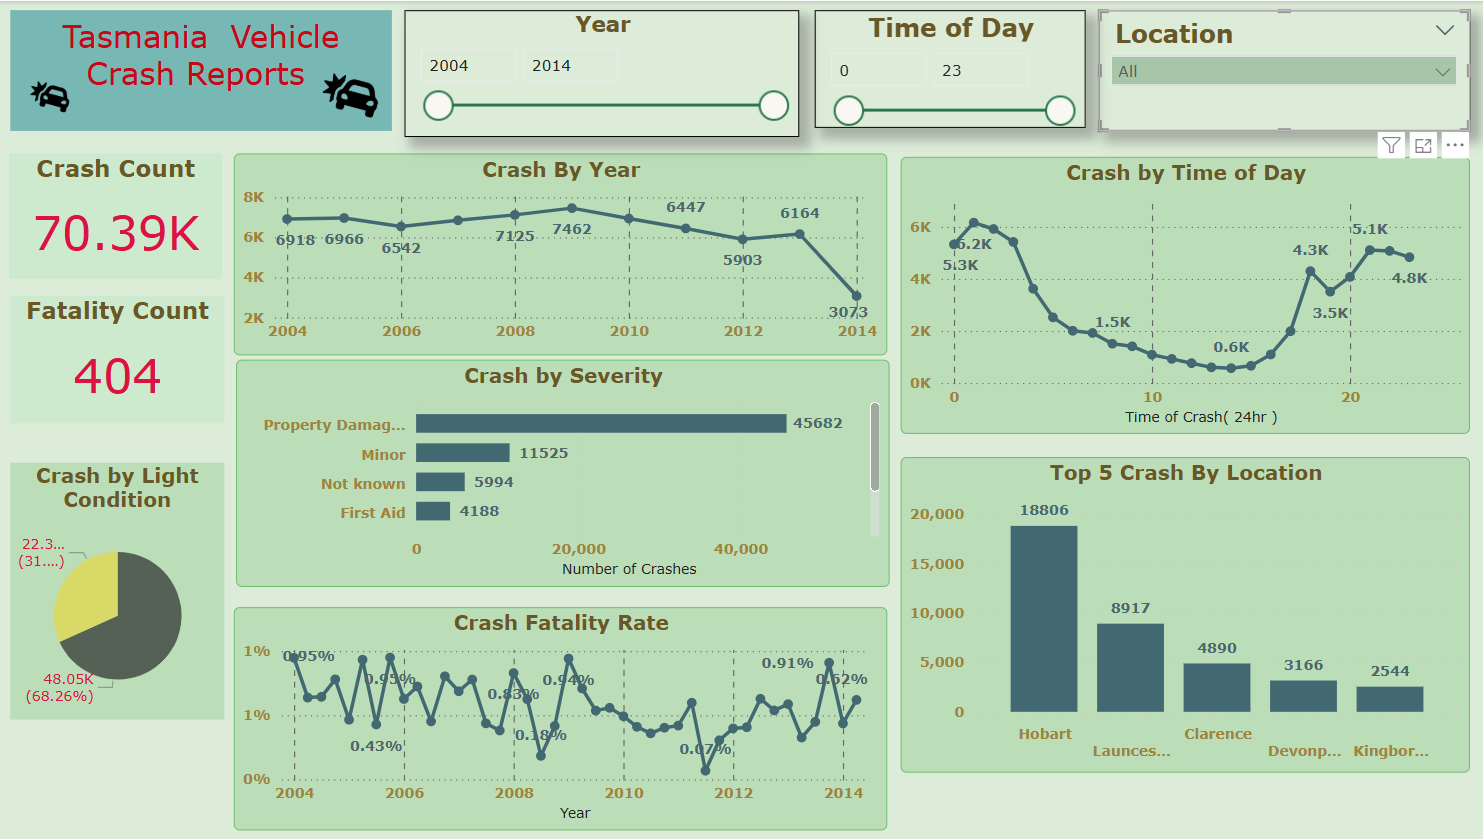 Tasmania Vehicle
Crash Reports
Year
2004
2014
Time of Day
0
23
Location
All
Crash Count
70.39K
Fatality Count
404
Crash by Light
Condition
22.3...
(31....)
48.05K
(68.26%)
Crash By Year
8K
6K
4K
2K
6918
6966
6542
7125
7462
6447
5903
6164
3073
2004
2006
2008
2010
2012
2014
Crash by Severity
Property Damag...
45682
Minor
11525
Not known
5994
First Aid
4188
0
20,000
40,000
Number of Crashes
Crash Fatality Rate
1%
1%
0%
0.95%
0.43%
0.95%
0.83%
0.18%
0.94%
0.07%
0.91%
0.52%
2004
2006
2008
2010
2012
2014
Year
Crash by Time of Day
6K
4K
2K
0K
5.3K
6.2K
1.5K
0.6K
4.3K
3.5K
5.1K
4.8K
0
10
20
Time of Crash( 24hr )
Top 5 Crash By Location
20,000
15,000
10,000
5,000
0
18806
8917
4890
3166
2544
Hobart
Launces...
Clarence
Devonp...
Kingbor...